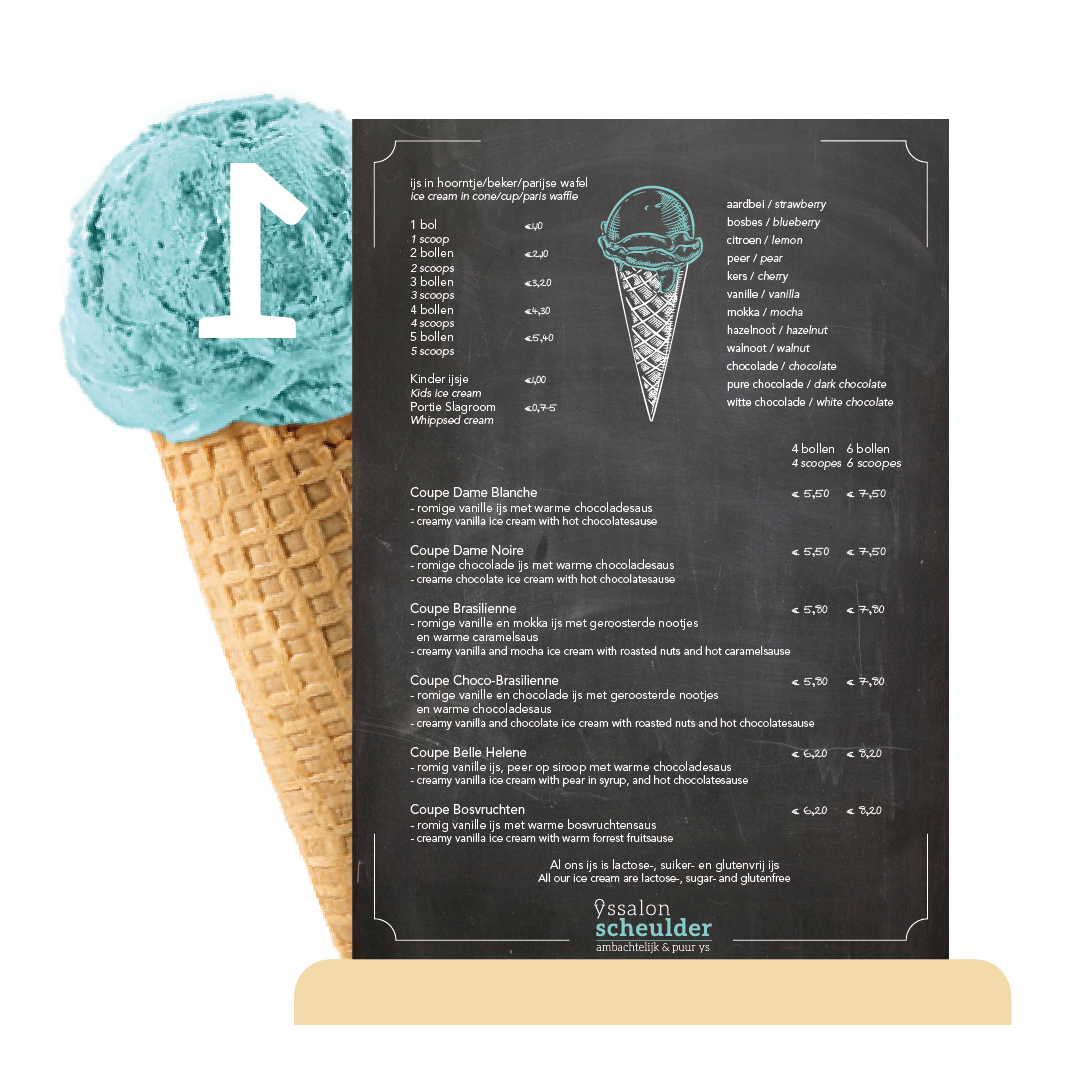 1
ijs in hoorntje/beker/parijse wafel
ice cream in cone/cup/paris waffle
1 bol €1,10
1 scoop
2 bollen €2,10
2 scoops
3 bollen €3,20
3 scoops
4 bollen €4,30
4 scoops
5 bollen €5,40
5 scoops
Kinder ijsje €1,00
Kids ice cream
Portie Slagroom €0,75
Whippsed cream
aardbei / strawberry
bosbes / blueberry
citroen / lemon
peer / pear
kers / cherry
vanille / vanilla
mokka / mocha
hazelnoot / hazelnut
walnoot / walnut
chocolade / chocolate
pure chocolade / dark chocolate
witte chocolade / white chocolate
4 bollen 6 bollen
4 scoopes 6 scoopes
Coupe Dame Blanche € 5,50 € 7,50
- romige vanille ijs met warme chocoladesaus
- creamy vanilla ice cream with hot chocolatesause
Coupe Dame Noire € 5,50 € 7,50
- romige chocolade ijs met warme chocoladesaus
- creame chocolate ice cream with hot chocolatesause
Coupe Brasilienne € 5,80 € 7,80
- romige vanille en mokka ijs met geroosterde nootjes
en warme caramelsaus
- creamy vanilla and mocha ice cream with roasted nuts and hot caramelsause
Coupe Choco-Brasilienne € 5,80 € 7,80
- romige vanille en chocolade ijs met geroosterde nootjes
en warme chocoladesaus
- creamy vanilla and chocolate ice cream with roasted nuts and hot chocolatesause
Coupe Belle Helene € 6,20 € 8,20
- romig vanille ijs, peer op siroop met warme chocoladesaus
- creamy vanilla ice cream with pear in syrup, and hot chocolatesause
Coupe Bosvruchten € 6,20 € 8,20
- romig vanille ijs met warme bosvruchtensaus
- creamy vanilla ice cream with warm forrest fruitsause
Al ons ijs is lactose-, suiker- en glutenvrij ijs
All our ice cream are lactose-, sugar- and glutenfree
yssalon
scheulder
ambachtelijk & puur ys